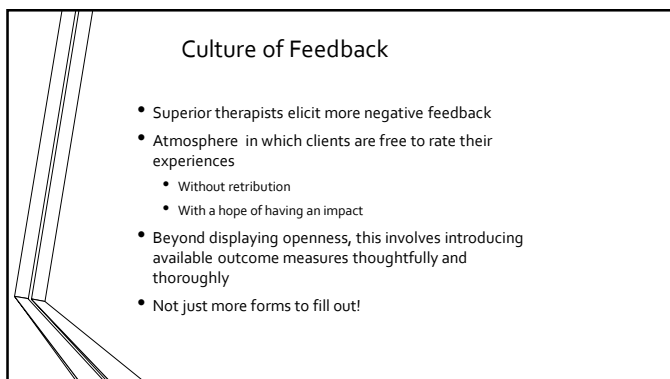 Culture of Feedback
• Superior therapists elicit more negative feedback
• Atmosphere in which clients are free to rate their
experiences
• Without retribution
• With a hope of having an impact
• Beyond displaying openness, this involves introducing
available outcome measures thoughtfully and
thoroughly
• Not just more forms to fill out!